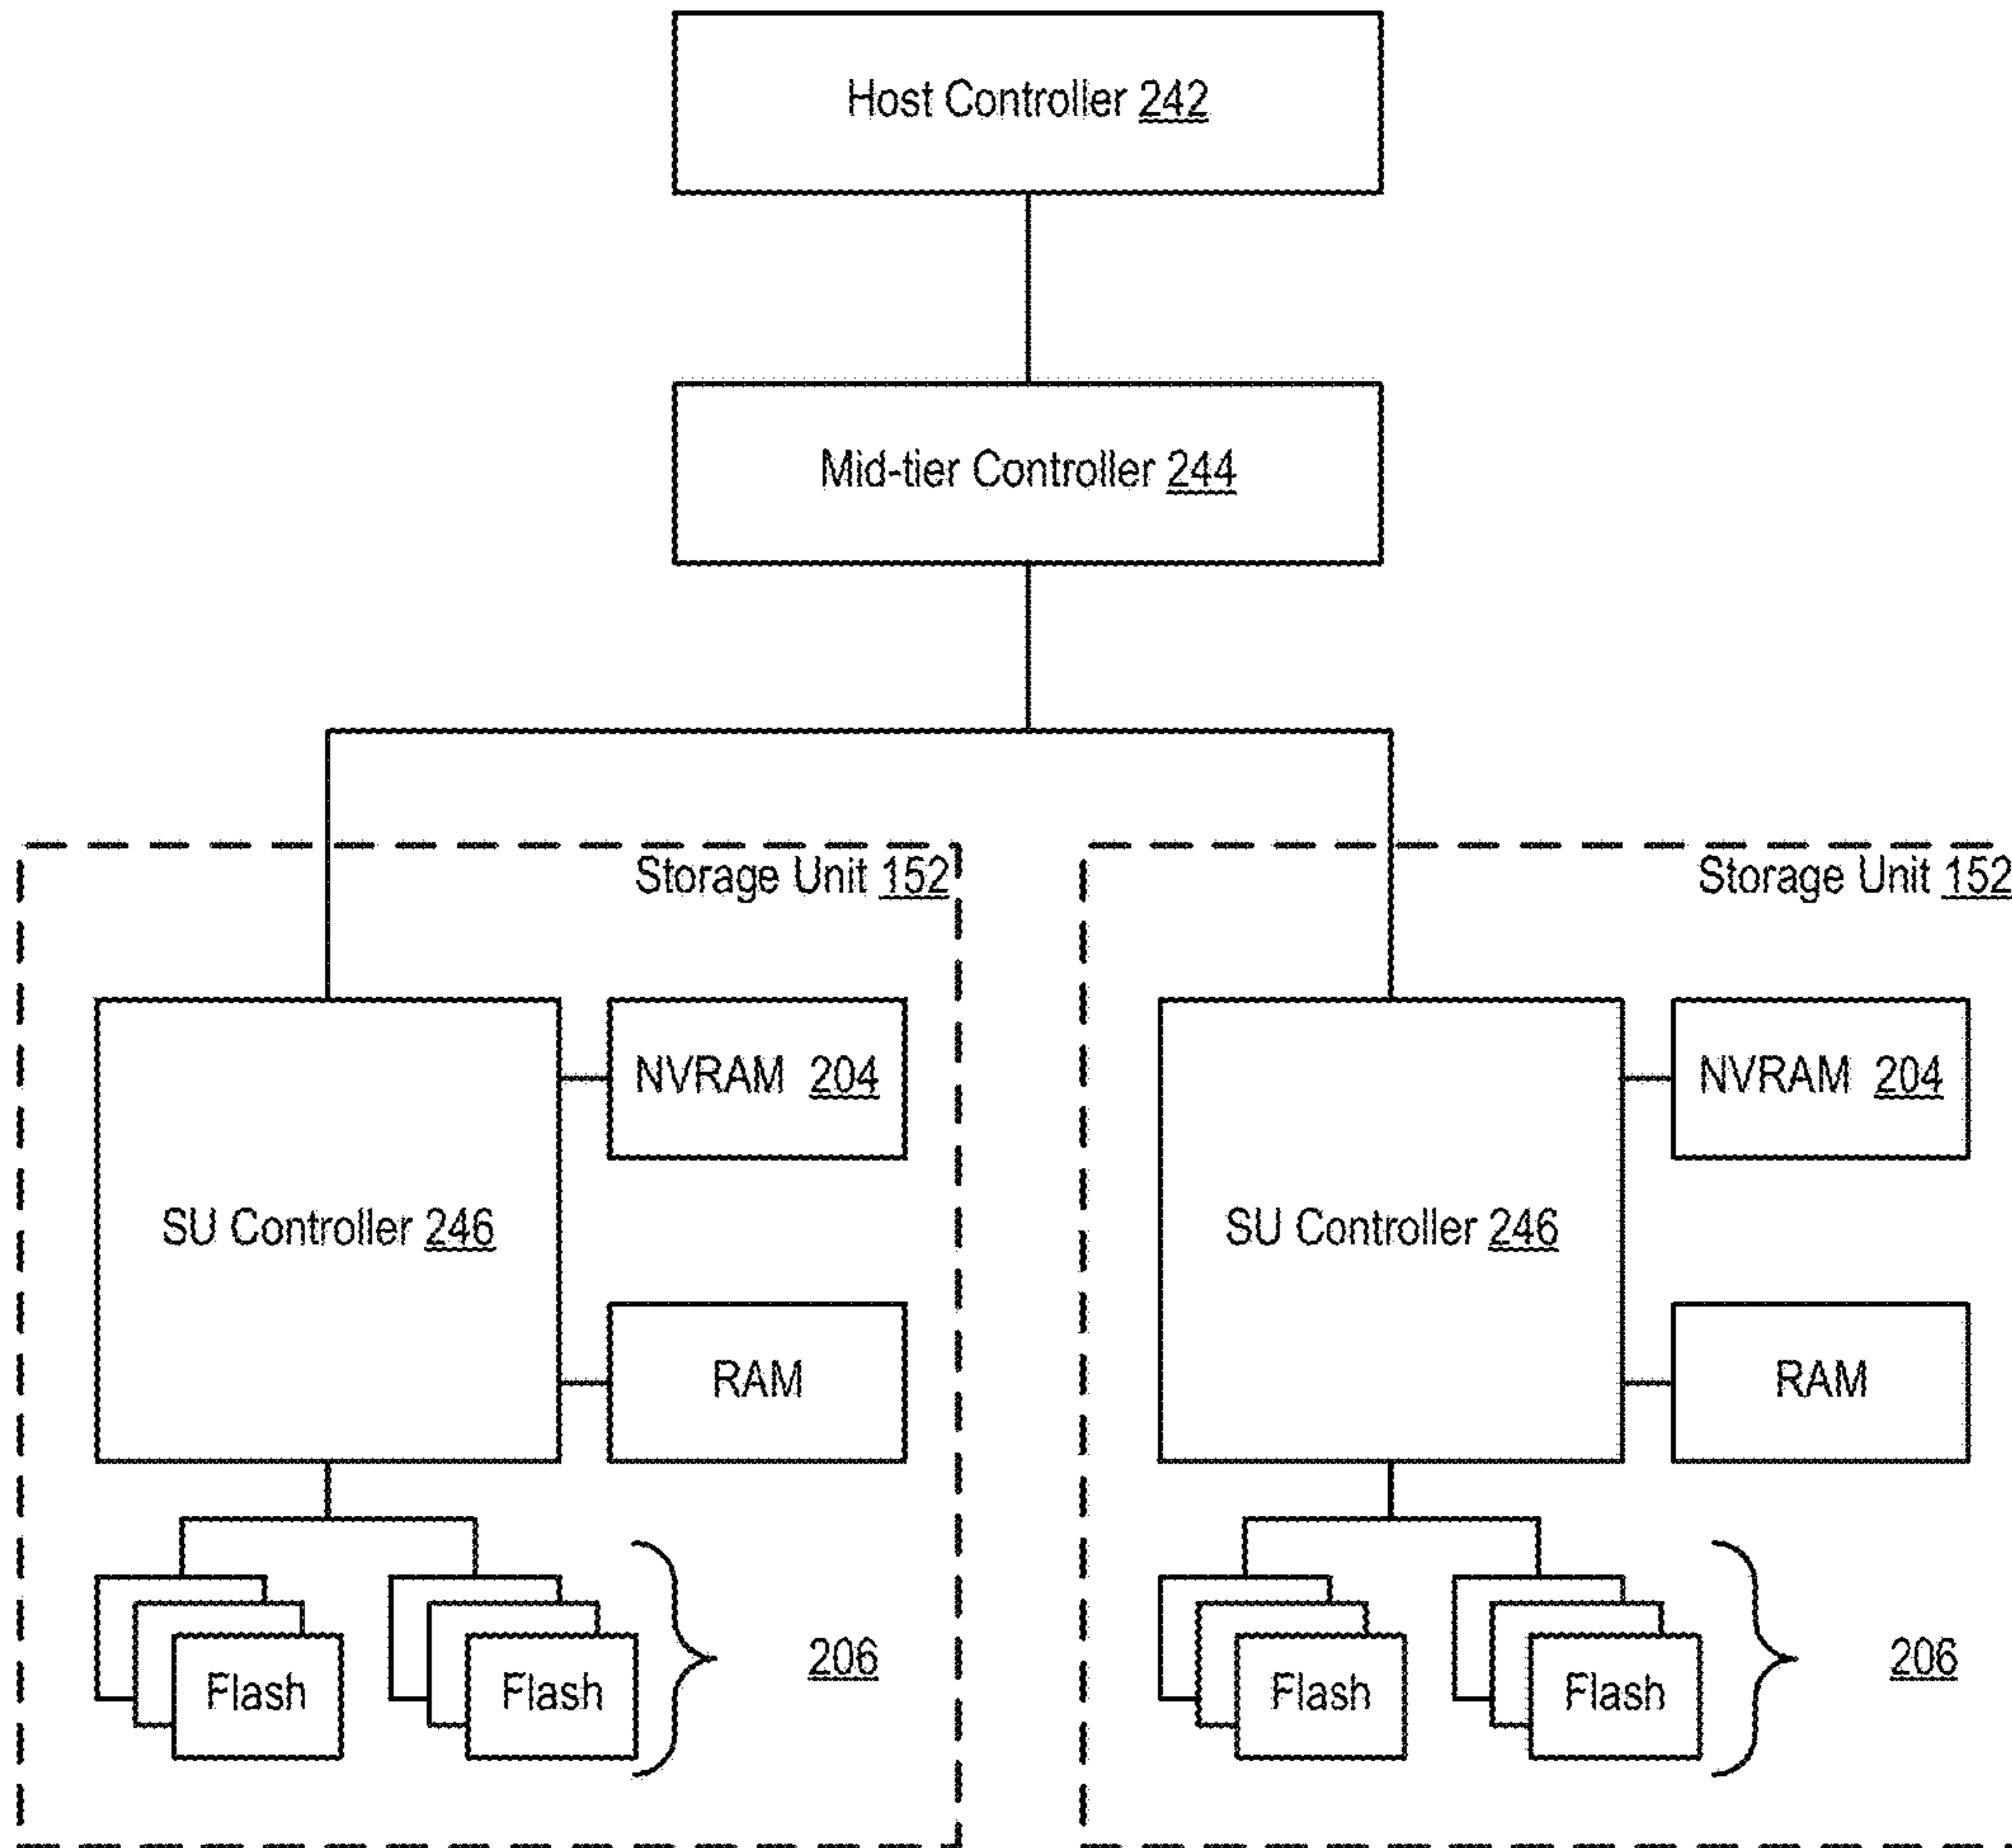 Host Controller 242
Mid-tier Controller 244
Storage Unit 152
Storage Unit 152
NVRAM 204
NVRAM 204
SU Controller 246
SU Controller 246
RAM
RAM
Flash
Flash
206
Flash
Flash
206